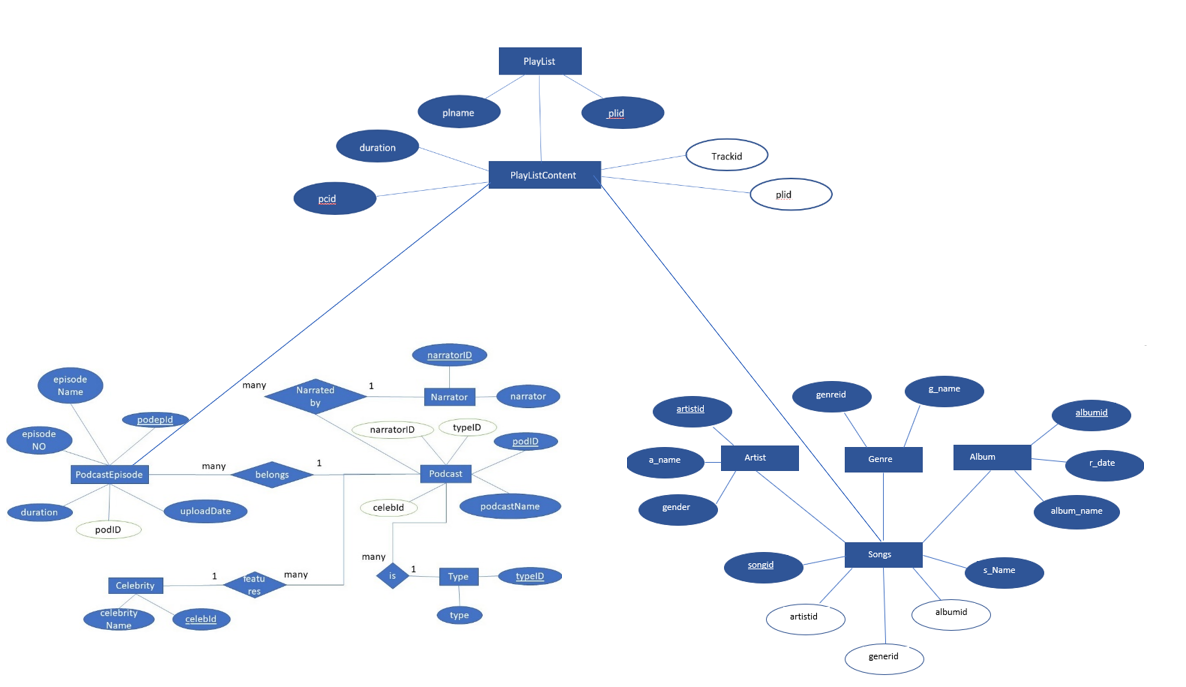 PlayList
plname
plid
duration
PlayListContent
Trackid
pcid
plid
narratorID
episode
Name
many
Narrated
by
1
Narrator
narrator
podepId
narratorID
typeID
episode
NO
podID
PodcastEpisode
many
belongs
1
Podcast
duration
uploadDate
celebId
podcastName
podID
many
Celebrity
1
featu
res
many
is
1
Type
typeID
celebrity
Name
celebId
type
artistid
genreid
g_name
albumid
a_name
Artist
Genre
Album
r_date
gender
album_name
Songs
songid
s_Name
artistid
albumid
generid